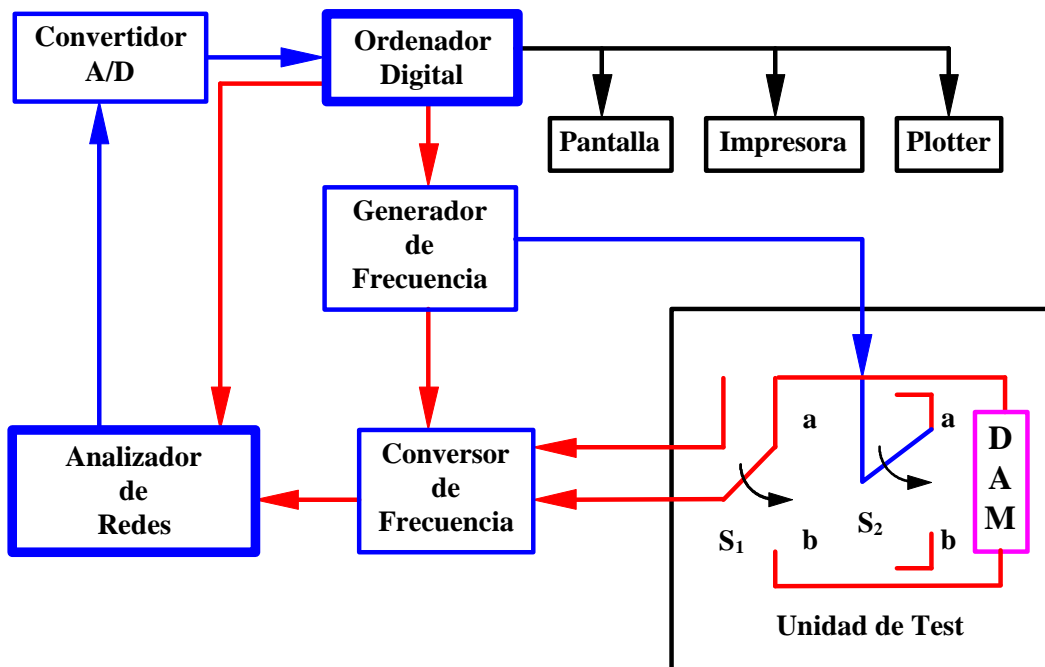 Convertidor
A/D
Ordenador
Digital
Pantalla
Impresora
Plotter
Generador
de
Frecuencia
Analizador
de
Redes
Conversor
de
Frecuencia
a
a
b
b
S₁
S₂
D
A
M
Unidad de Test